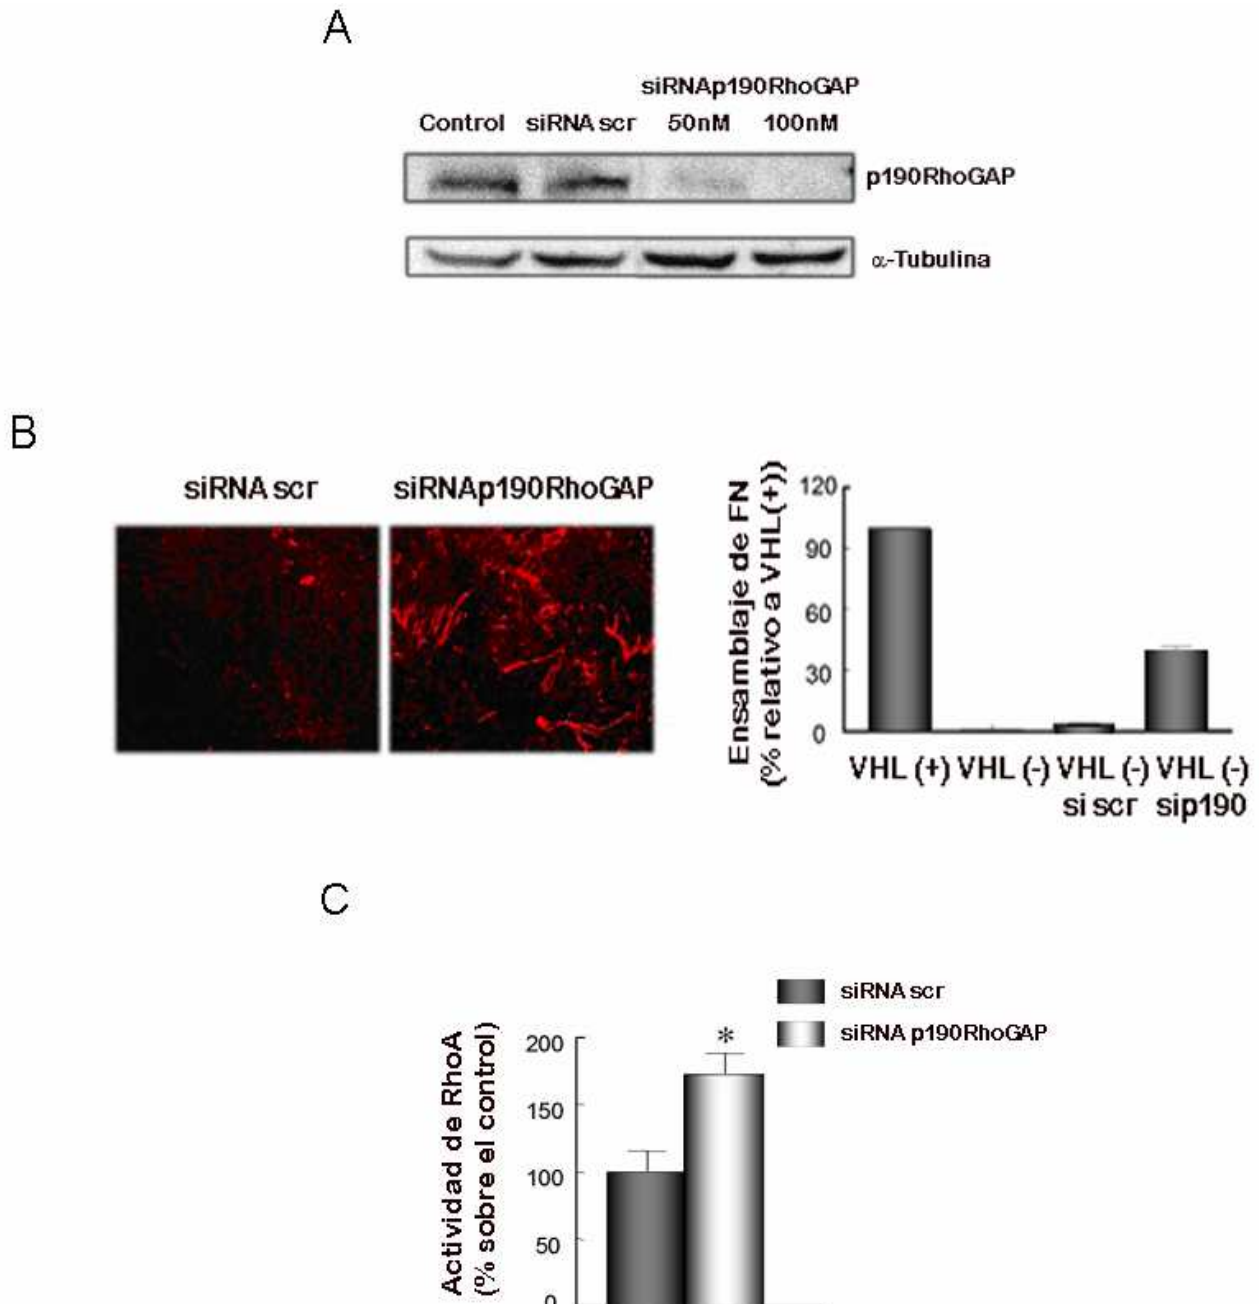 A
siRNAp190RhoGAP
Control siRNA scr 50nM 100nM
p190RhoGAP
α-Tubulina
B
siRNA scr siRNAp190RhoGAP
Ensamblaje de FN
(% relativo a VHL(+))
120
90
60
30
0
VHL (+) VHL (-) VHL (-) VHL (-)
si scr sip190
C
siRNA scr
siRNA p190RhoGAP
Actividad de RhoA
(% sobre el control)
*
200
150
100
50
0